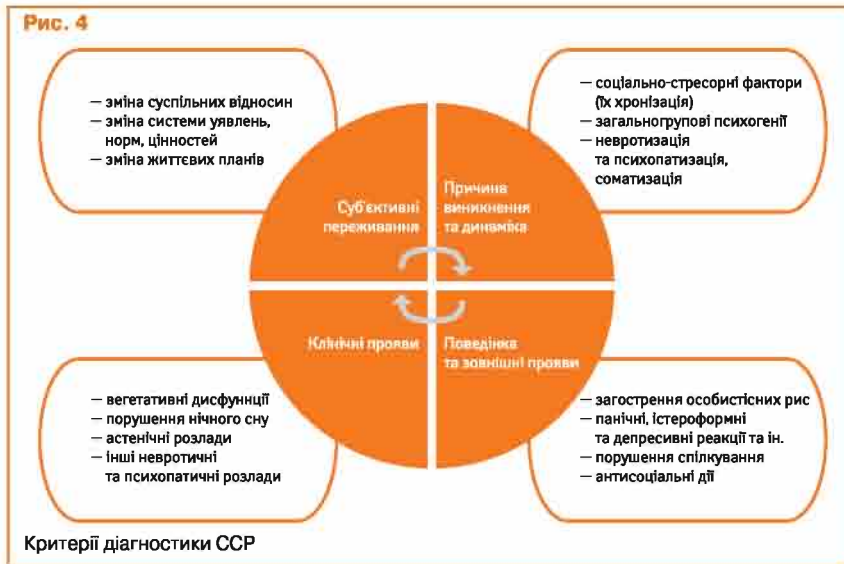 Рис. 4
— зміна суспільних відносин
— зміна системи уявлень,
норм, цінностей
— зміна життєвих планів
— соціально-стресорні фактори
(їх хронізація)
— загальногрупові психогенії
— невротизація
та психопатизація,
соматизація
Суб'єктивні
переживання
Причина
виникнення
та динаміка
Клінічні прояви
Поведінка
та зовнішні прояви
— вегетативні дисфункції
— порушення нічного сну
— астенічні розлади
— інші невротичні
та психопатичні розлади
— загострення особистісних рис
— панічні, істероформні
та депресивні реакції та ін.
— порушення спілкування
— антисоціальні дії
Критерії діагностики ССР